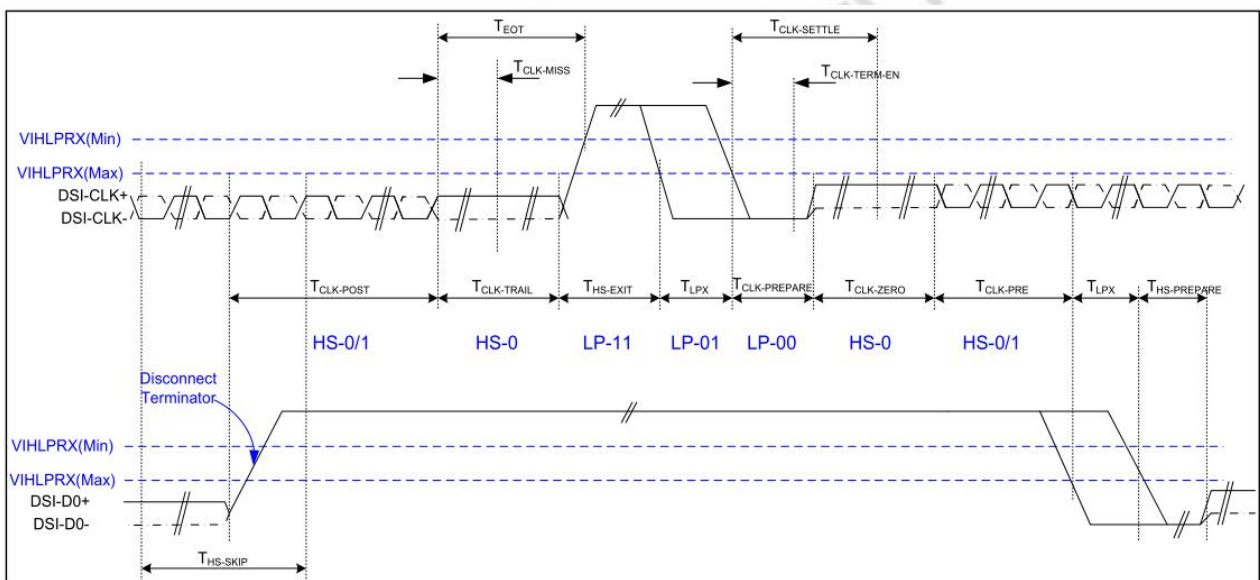 TEOT
TCLK-SETTLE
TCLK-MISS
TCLK-TERM-EN
VIHLPRX(Min)
VIHLPRX(Max)
DSI-CLK+
DSI-CLK-
TCLK-POST
TCLK-TRAIL
THS-EXIT
TLPX
TCLK-PREPARE
TCLK-ZERO
TCLK-PRE
TLPX
THS-PREPARE
HS-0/1
HS-0
LP-11
LP-01
LP-00
HS-0
HS-0/1
Disconnect
Terminator
VIHLPRX(Min)
VIHLPRX(Max)
DSI-D0+
DSI-D0-
THS-SKIP